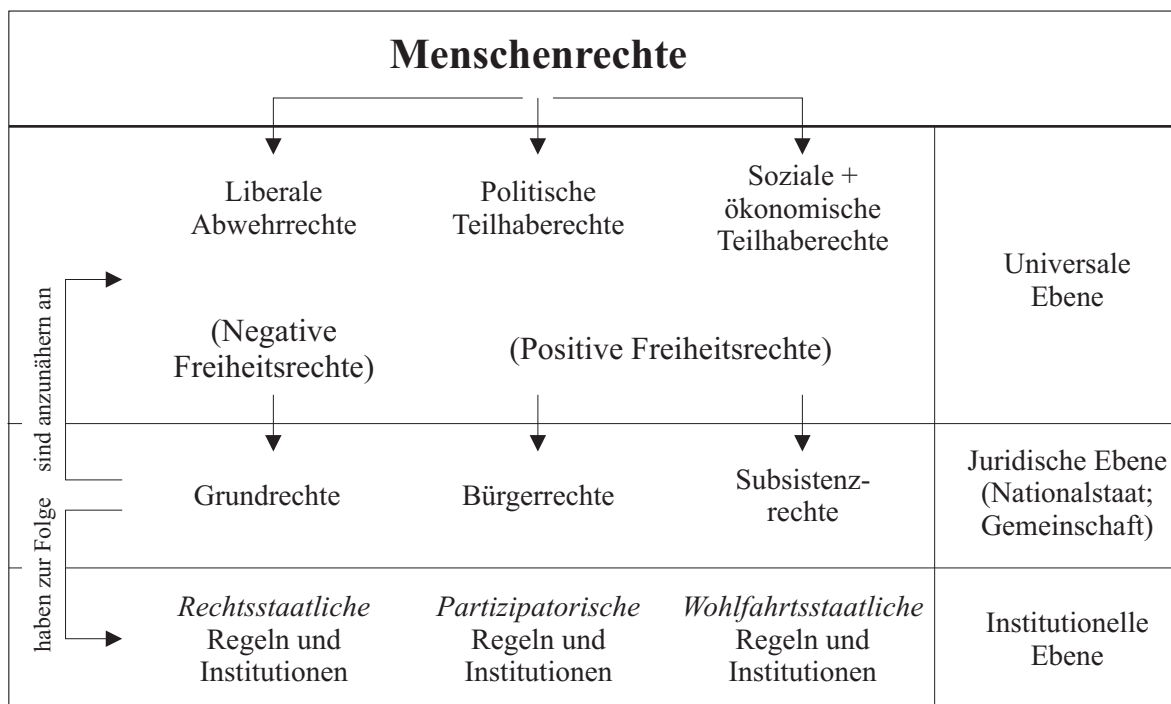 Menschenrechte
Liberale
Abwehrrechte
Politische
Teilhaberechte
Soziale +
ökonomische
Teilhaberechte
Universale
Ebene
(Negative
Freiheitsrechte)
(Positive Freiheitsrechte)
sind anzunähern an
Grundrechte
Bürgerrechte
Subsistenz-
rechte
Juridische Ebene
(Nationalstaat;
Gemeinschaft)
haben zur Folge
Rechtsstaatliche
Regeln und
Institutionen
Partizipatorische
Regeln und
Institutionen
Wohlfahrtsstaatliche
Regeln und
Institutionen
Institutionelle
Ebene